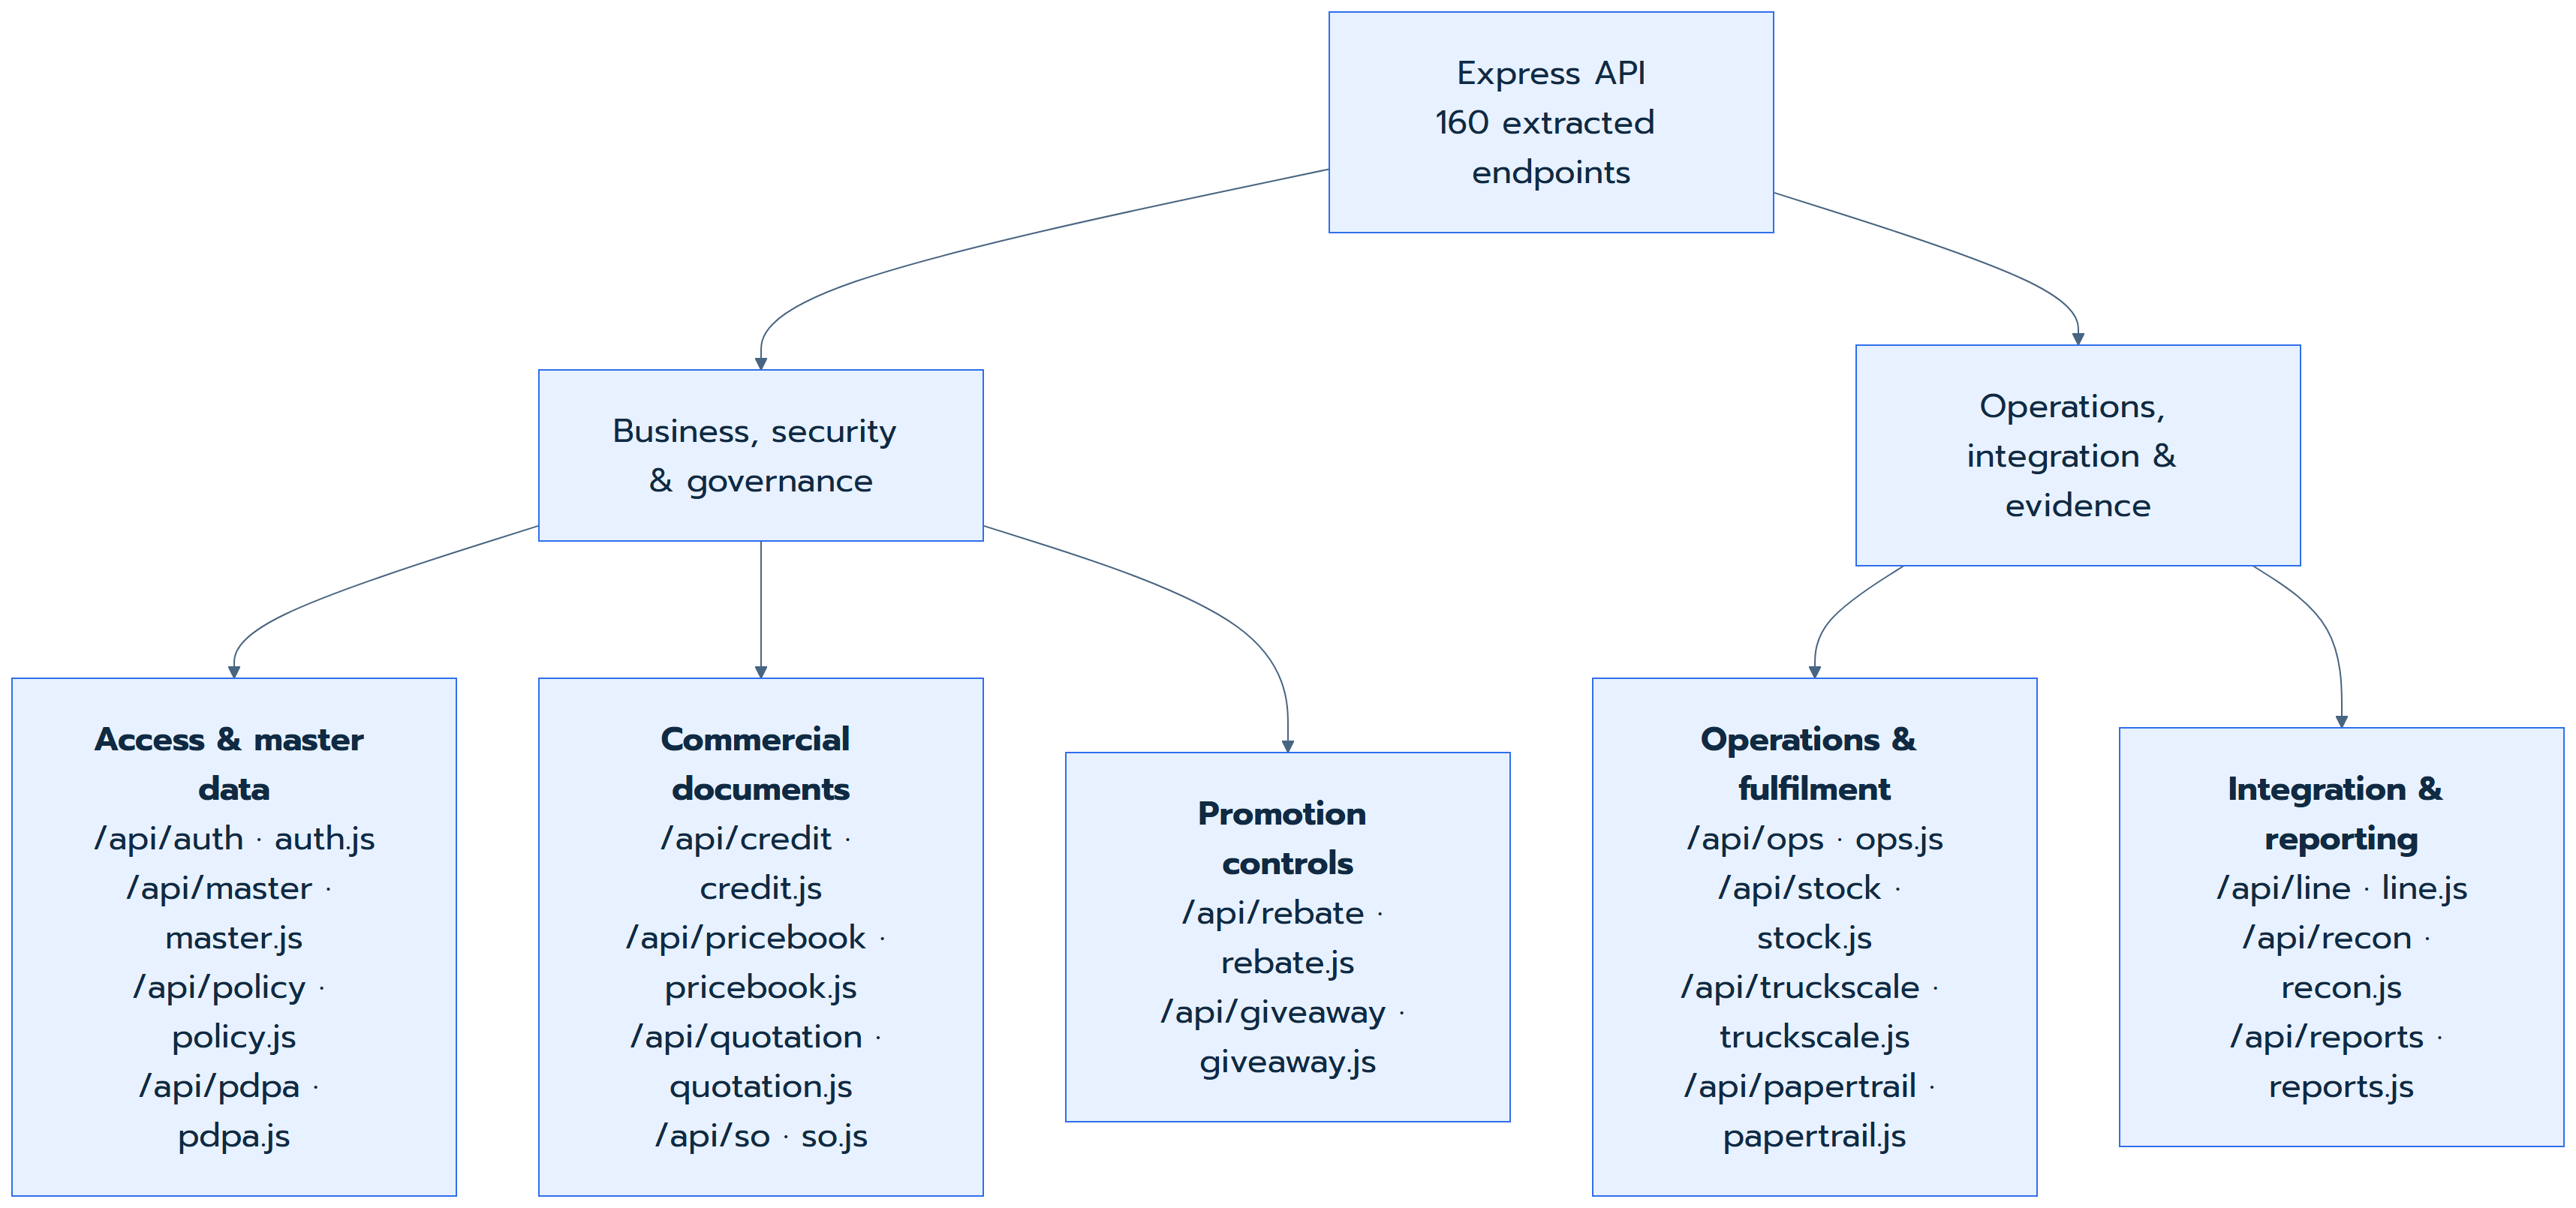 Express API
160 extracted
endpoints
Business, security
& governance
Operations,
integration &
evidence
Access & master
data
/api/auth · auth.js
/api/master ·
master.js
/api/policy ·
policy.js
/api/pdpa ·
pdpa.js
Commercial
documents
/api/credit ·
credit.js
/api/pricebook ·
pricebook.js
/api/quotation ·
quotation.js
/api/so · so.js
Promotion
controls
/api/rebate ·
rebate.js
/api/giveaway ·
giveaway.js
Operations &
fulfilment
/api/ops · ops.js
/api/stock ·
stock.js
/api/truckscale ·
truckscale.js
/api/papertrail ·
papertrail.js
Integration &
reporting
/api/line · line.js
/api/recon ·
recon.js
/api/reports ·
reports.js